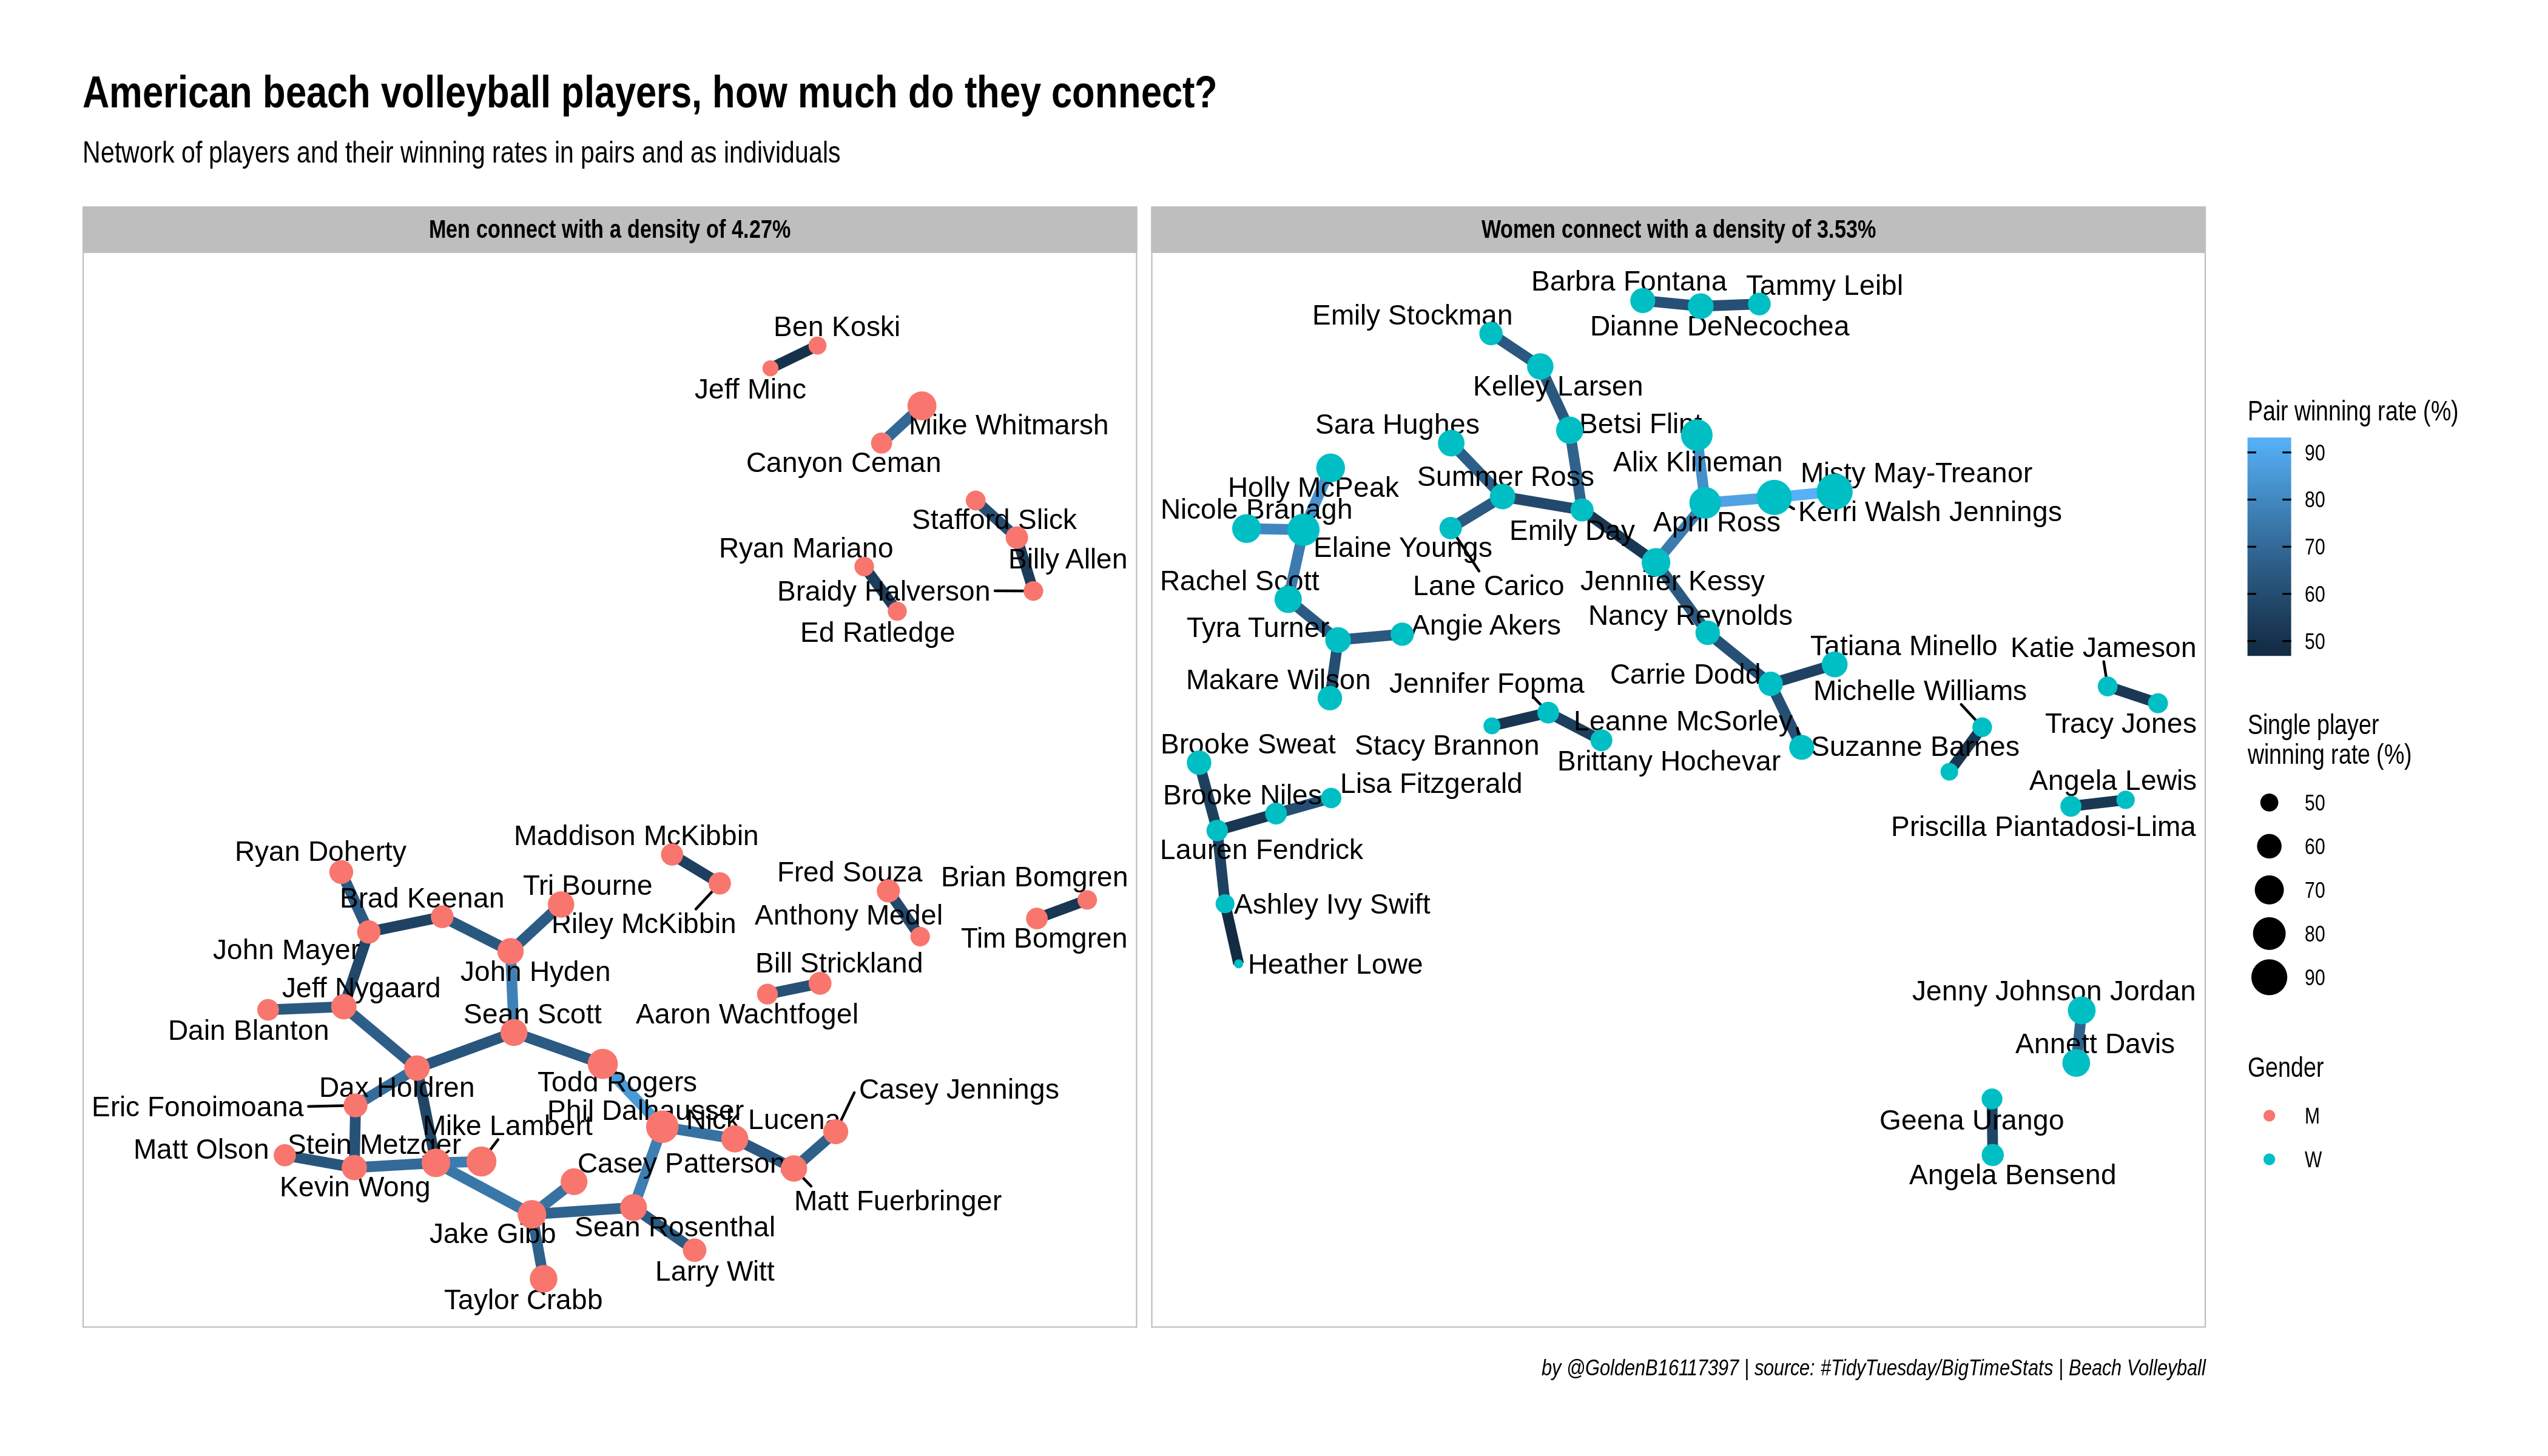 American beach volleyball players, how much do they connect?
Network of players and their winning rates in pairs and as individuals
Men connect with a density of 4.27%
Ben Koski
Jeff Minc
Mike Whitmarsh
Canyon Ceman
Stafford Slick
Ryan Mariano
Billy Allen
Braidy Halverson
Ed Ratledge
Maddison McKibbin
Ryan Doherty
Fred Souza
Brian Bomgren
Tri Bourne
Brad Keenan
Riley McKibbin
Anthony Medel
Tim Bomgren
John Mayer
Bill Strickland
John Hyden
Jeff Nygaard
Sean Scott
Aaron Wachtfogel
Dain Blanton
Todd Rogers
Dax Holdren
Casey Jennings
Eric Fonoimoana
Phil Dalhausser
Nick Lucena
Mike Lambert
Stein Metzger
Matt Olson
Casey Patterson
Kevin Wong
Matt Fuerbringer
Sean Rosenthal
Jake Gibb
Larry Witt
Taylor Crabb
Women connect with a density of 3.53%
Barbra Fontana
Tammy Leibl
Emily Stockman
Dianne DeNecochea
Kelley Larsen
Sara Hughes
Betsi Flint
Alix Klineman
Misty May-Treanor
Summer Ross
Holly McPeak
Nicole Branagh
Kerri Walsh Jennings
April Ross
Emily Day
Elaine Youngs
Rachel Scott
Lane Carico
Jennifer Kessy
Nancy Reynolds
Tyra Turner
Angie Akers
Tatiana Minello
Katie Jameson
Carrie Dodd
Makare Wilson
Jennifer Fopma
Michelle Williams
Leanne McSorley
Tracy Jones
Brooke Sweat
Stacy Brannon
Suzanne Barnes
Brittany Hochevar
Lisa Fitzgerald
Angela Lewis
Brooke Niles
Priscilla Piantadosi-Lima
Lauren Fendrick
Ashley Ivy Swift
Heather Lowe
Jenny Johnson Jordan
Annett Davis
Geena Urango
Angela Bensend
Pair winning rate (%)
90
80
70
60
50
Single player
winning rate (%)
50
60
70
80
90
Gender
M
W
by @GoldenB16117397 | source: #TidyTuesday/BigTimeStats | Beach Volleyball